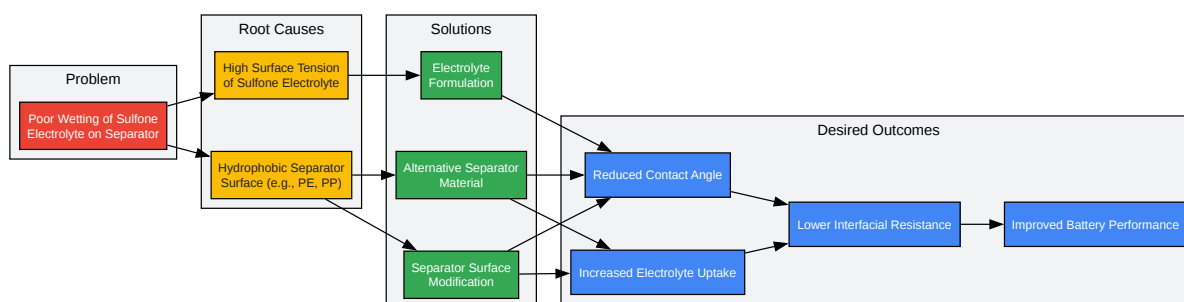 Problem
Poor Wetting of Sulfone
Electrolyte on Separator
Root Causes
High Surface Tension
of Sulfone Electrolyte
Hydrophobic Separator
Surface (e.g., PE, PP)
Solutions
Electrolyte
Formulation
Alternative Separator
Material
Separator Surface
Modification
Desired Outcomes
Reduced Contact Angle
Increased Electrolyte Uptake
Lower Interfacial Resistance
Improved Battery Performance